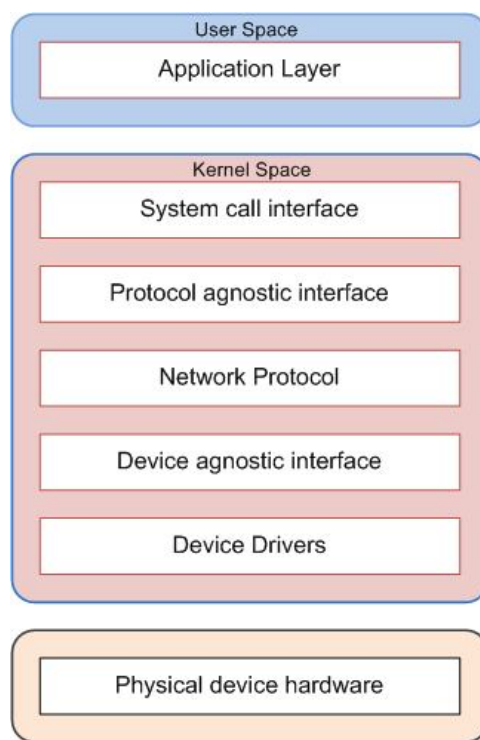 User Space
Application Layer
Kernel Space
System call interface
Protocol agnostic interface
Network Protocol
Device agnostic interface
Device Drivers
Physical device hardware